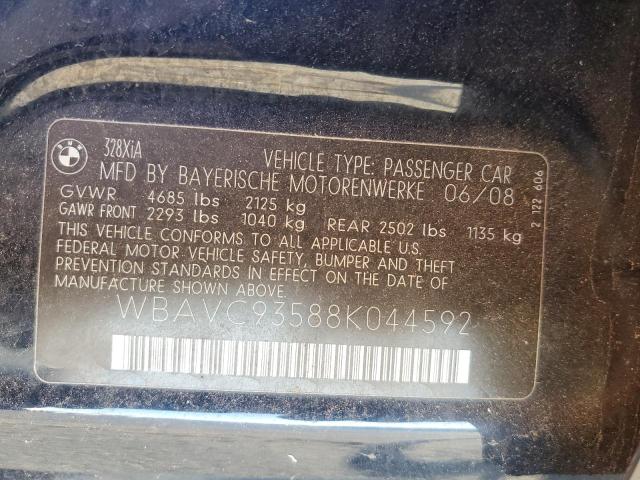 BMW
328XiA VEHICLE TYPE: PASSENGER CAR
MFD BY BAYERISCHE MOTORENWERKE 06/08
GVWR 4685 lbs 2125 kg
GAWR FRONT 2293 lbs 1040 kg REAR 2502 lbs 1135 kg
THIS VEHICLE CONFORMS TO ALL APPLICABLE U.S.
FEDERAL MOTOR VEHICLE SAFETY, BUMPER AND THEFT
PREVENTION STANDARDS IN EFFECT ON THE DATE OF
MANUFACTURE SHOWN ABOVE.
WBAVC93588K044592
2 122 606